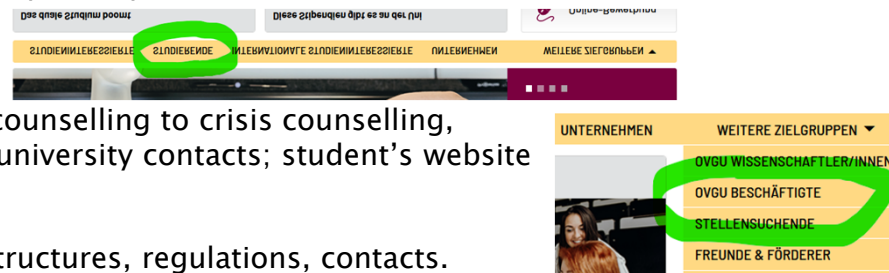 Das duale Studium boomt
Diese Stipendien gibt es an der Uni
Online-Bewerbung
STUDIENINTERESSIERTE STUDIERENDE INTERNATIONALE STUDIENINTERESSIERTE UNTERNEHMEN WEITERE ZIELGRUPPEN
counselling to crisis counselling,
university contacts; student’s website
tructures, regulations, contacts.
UNTERNEHMEN WEITERE ZIELGRUPPEN
OVGU WISSENSCHAFTLER/INNEN
OVGU BESCHÄFTIGTE
STELLENSUCHENDE
FREUNDE & FÖRDERER